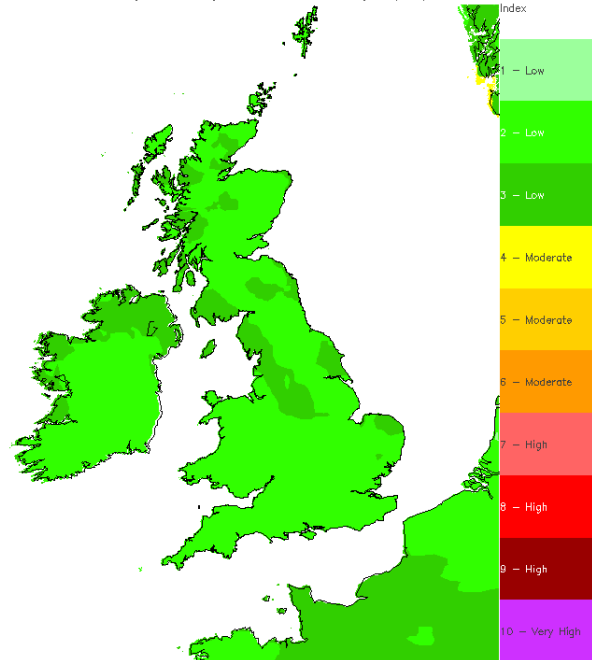 Index
1 - Low
2 - Low
3 - Low
4 - Moderate
5 - Moderate
6 - Moderate
7 - High
8 - High
9 - High
10 - Very High